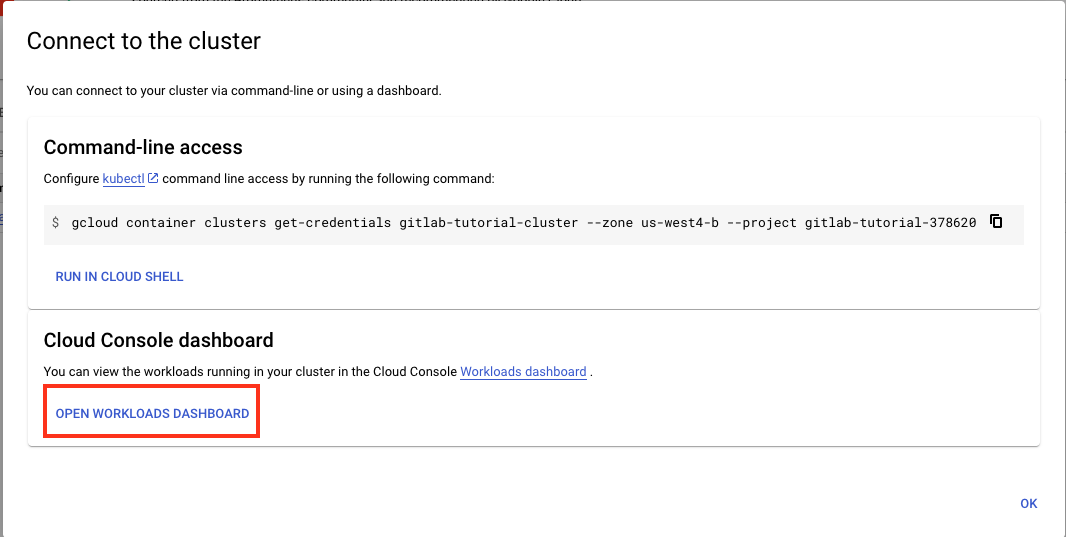 Connect to the cluster
You can connect to your cluster via command-line or using a dashboard.
Command-line access
Configure kubectl command line access by running the following command:
$ gcloud container clusters get-credentials gitlab-tutorial-cluster --zone us-west4-b --project gitlab-tutorial-378620
RUN IN CLOUD SHELL
Cloud Console dashboard
You can view the workloads running in your cluster in the Cloud Console Workloads dashboard .
OPEN WORKLOADS DASHBOARD
OK